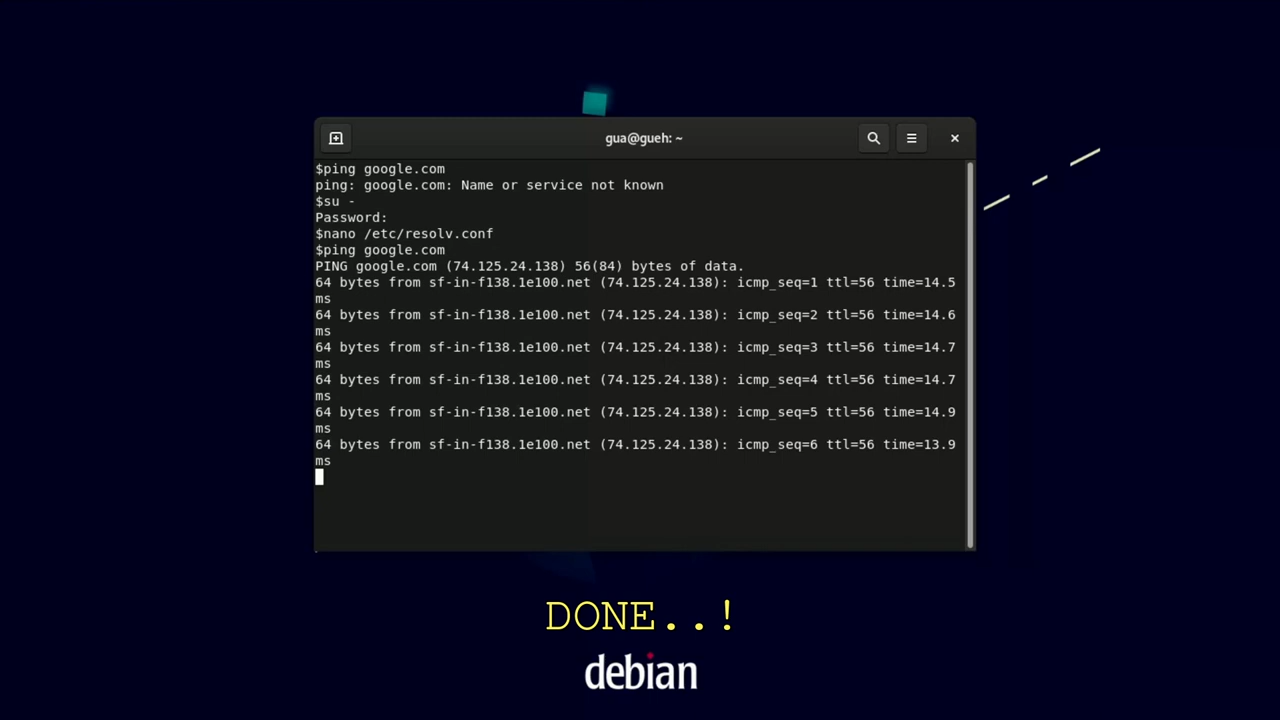 gua@gueh: ~
$ping google.com
ping: google.com: Name or service not known
$su -
Password:
$nano /etc/resolv.conf
$ping google.com
PING google.com (74.125.24.138) 56(84) bytes of data.
64 bytes from sf-in-f138.1e100.net (74.125.24.138): icmp_seq=1 ttl=56 time=14.5
ms
64 bytes from sf-in-f138.1e100.net (74.125.24.138): icmp_seq=2 ttl=56 time=14.6
ms
64 bytes from sf-in-f138.1e100.net (74.125.24.138): icmp_seq=3 ttl=56 time=14.7
ms
64 bytes from sf-in-f138.1e100.net (74.125.24.138): icmp_seq=4 ttl=56 time=14.7
ms
64 bytes from sf-in-f138.1e100.net (74.125.24.138): icmp_seq=5 ttl=56 time=14.9
ms
64 bytes from sf-in-f138.1e100.net (74.125.24.138): icmp_seq=6 ttl=56 time=13.9
ms
DONE..!
debian